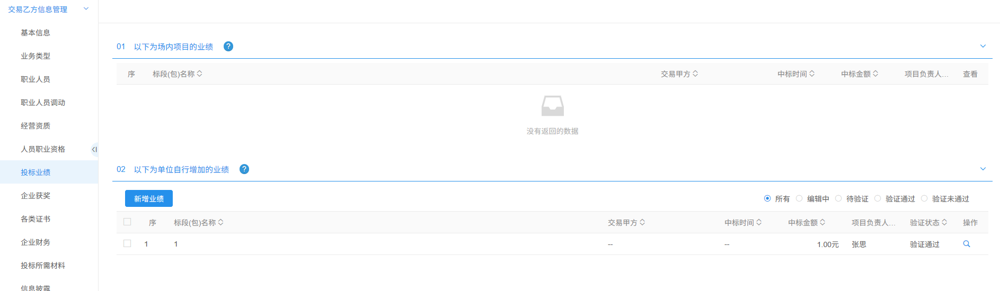 交易乙方信息管理
基本信息
业务类型
职业人员
职业人员调动
经营资质
人员职业资格
投标业绩
企业获奖
各类证书
企业财务
投标所需材料
信息披露
01 以下为场内项目的业绩 ?
序 标段(包)名称 交易甲方 中标时间 中标金额 项目负责人... 查看
没有返回的数据
02 以下为单位自行增加的业绩 ?
新增业绩 所有 编辑中 待验证 验证通过 验证未通过
序 标段(包)名称 交易甲方 中标时间 中标金额 项目负责人... 验证状态 操作
1 1 -- -- 1.00元 张思 验证通过